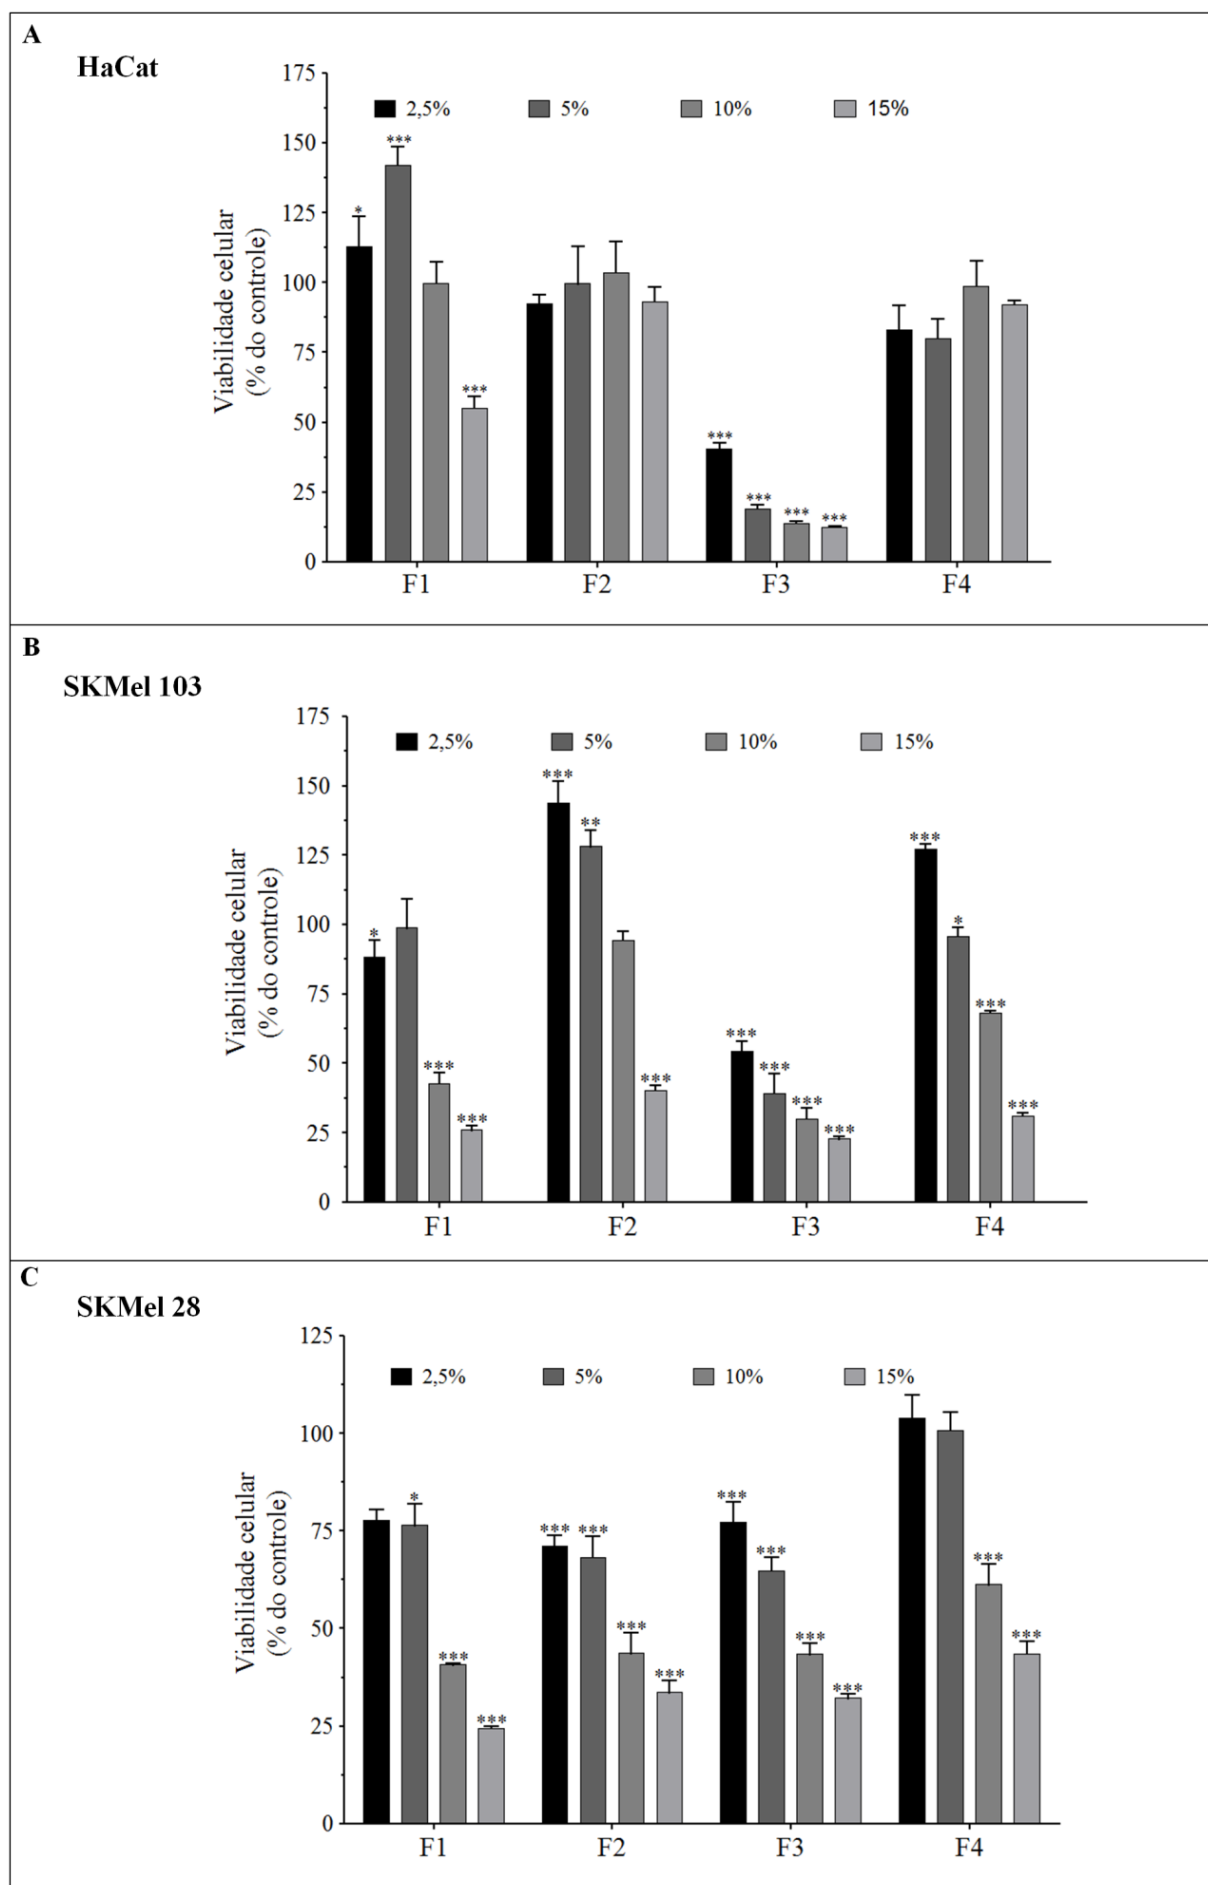 A
HaCat
175
150
125
100
75
50
25
0
Viabilidade celular
(% do controle)
2,5% 5% 10% 15%
* *** *** *** *** *** ***
F1 F2 F3 F4
B
SKMel 103
175
150
125
100
75
50
25
0
Viabilidade celular
(% do controle)
2,5% 5% 10% 15%
* *** *** *** ** *** *** *** *** *** *** * *** ***
F1 F2 F3 F4
C
SKMel 28
125
100
75
50
25
0
Viabilidade celular
(% do controle)
2,5% 5% 10% 15%
* *** *** *** *** *** *** *** *** *** *** *** ***
F1 F2 F3 F4